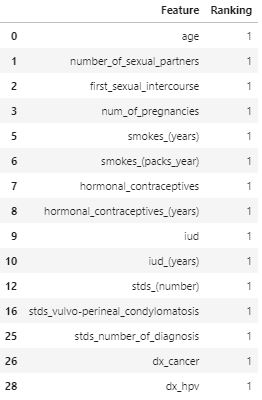 Feature Ranking
0 age 1
1 number_of_sexual_partners 1
2 first_sexual_intercourse 1
3 num_of_pregnancies 1
5 smokes_(years) 1
6 smokes_(packs_year) 1
7 hormonal_contraceptives 1
8 hormonal_contraceptives_(years) 1
9 iud 1
10 iud_(years) 1
12 stds_(number) 1
16 stds_vulvo-perineal_condylomatosis 1
25 stds_number_of_diagnosis 1
26 dx_cancer 1
28 dx_hpv 1